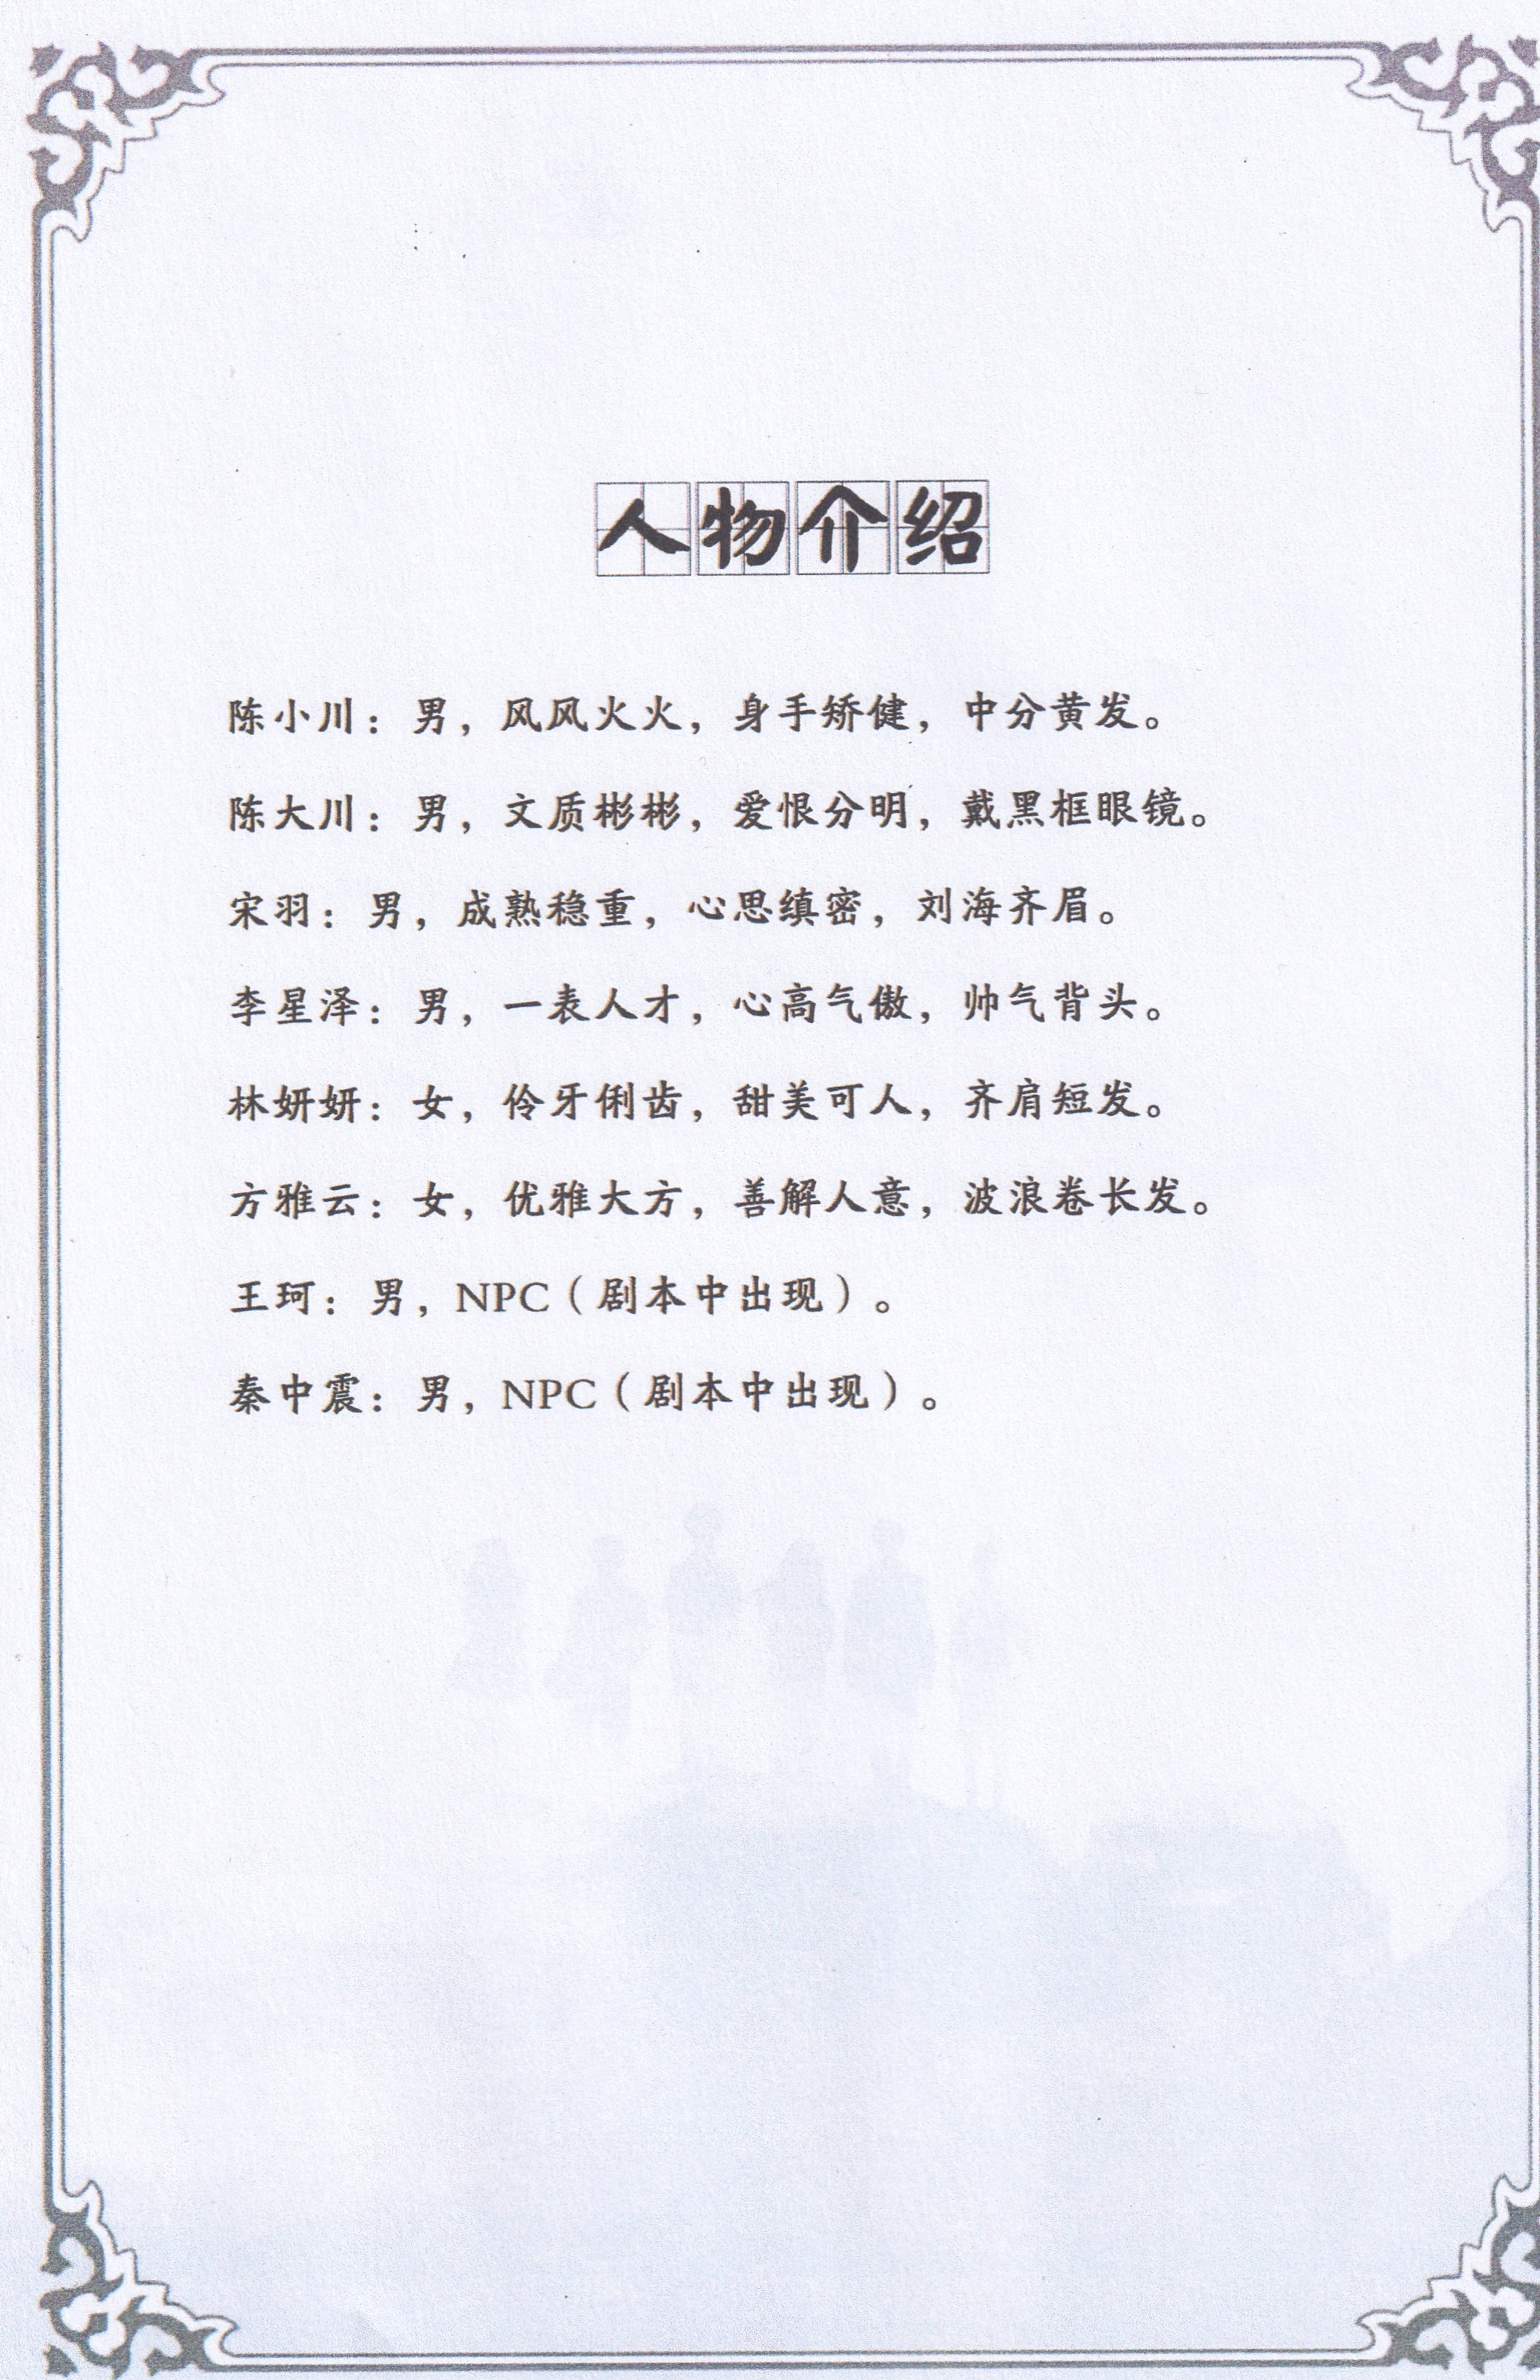 人物介绍
陈小川：男，风风火火，身手矫健，中分黄发。
陈大川：男，文质彬彬，爱恨分明，戴黑框眼镜。
宋羽：男，成熟稳重，心思缜密，刘海齐眉。
李星泽：男，一表人才，心高气傲，帅气背头。
林妍妍：女，伶牙俐齿，甜美可人，齐肩短发。
方雅云：女，优雅大方，善解人意，波浪卷长发。
王珂：男，NPC（剧本中出现）。
秦中震：男，NPC（剧本中出现）。